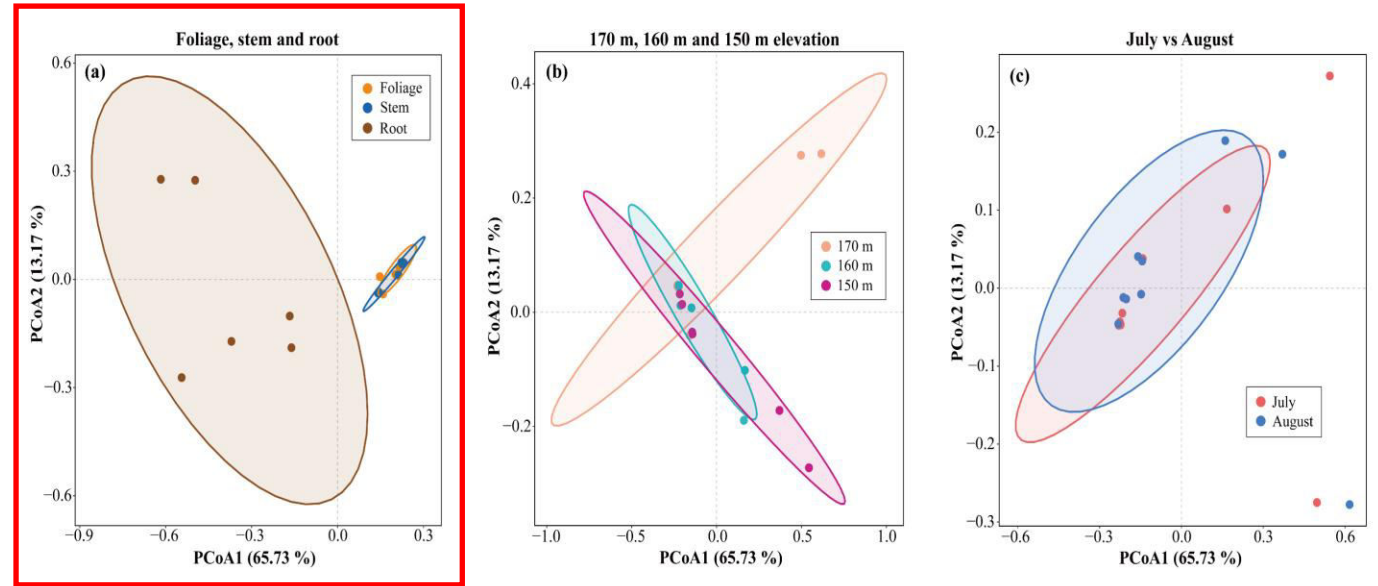 Foliage, stem and root
(a)
Foliage
Stem
Root
0.6
0.3
0.0
−0.3
−0.6
−0.9
−0.6
−0.3
0.0
0.3
PCoA2 (13.17 %)
PCoA1 (65.73 %)
170 m, 160 m and 150 m elevation
(b)
170 m
160 m
150 m
0.4
0.2
0.0
−0.2
−1.0
−0.5
0.0
0.5
1.0
PCoA2 (13.17 %)
PCoA1 (65.73 %)
July vs August
(c)
July
August
0.2
0.1
0.0
−0.1
−0.2
−0.3
−0.6
−0.3
0.0
0.3
0.6
PCoA2 (13.17 %)
PCoA1 (65.73 %)